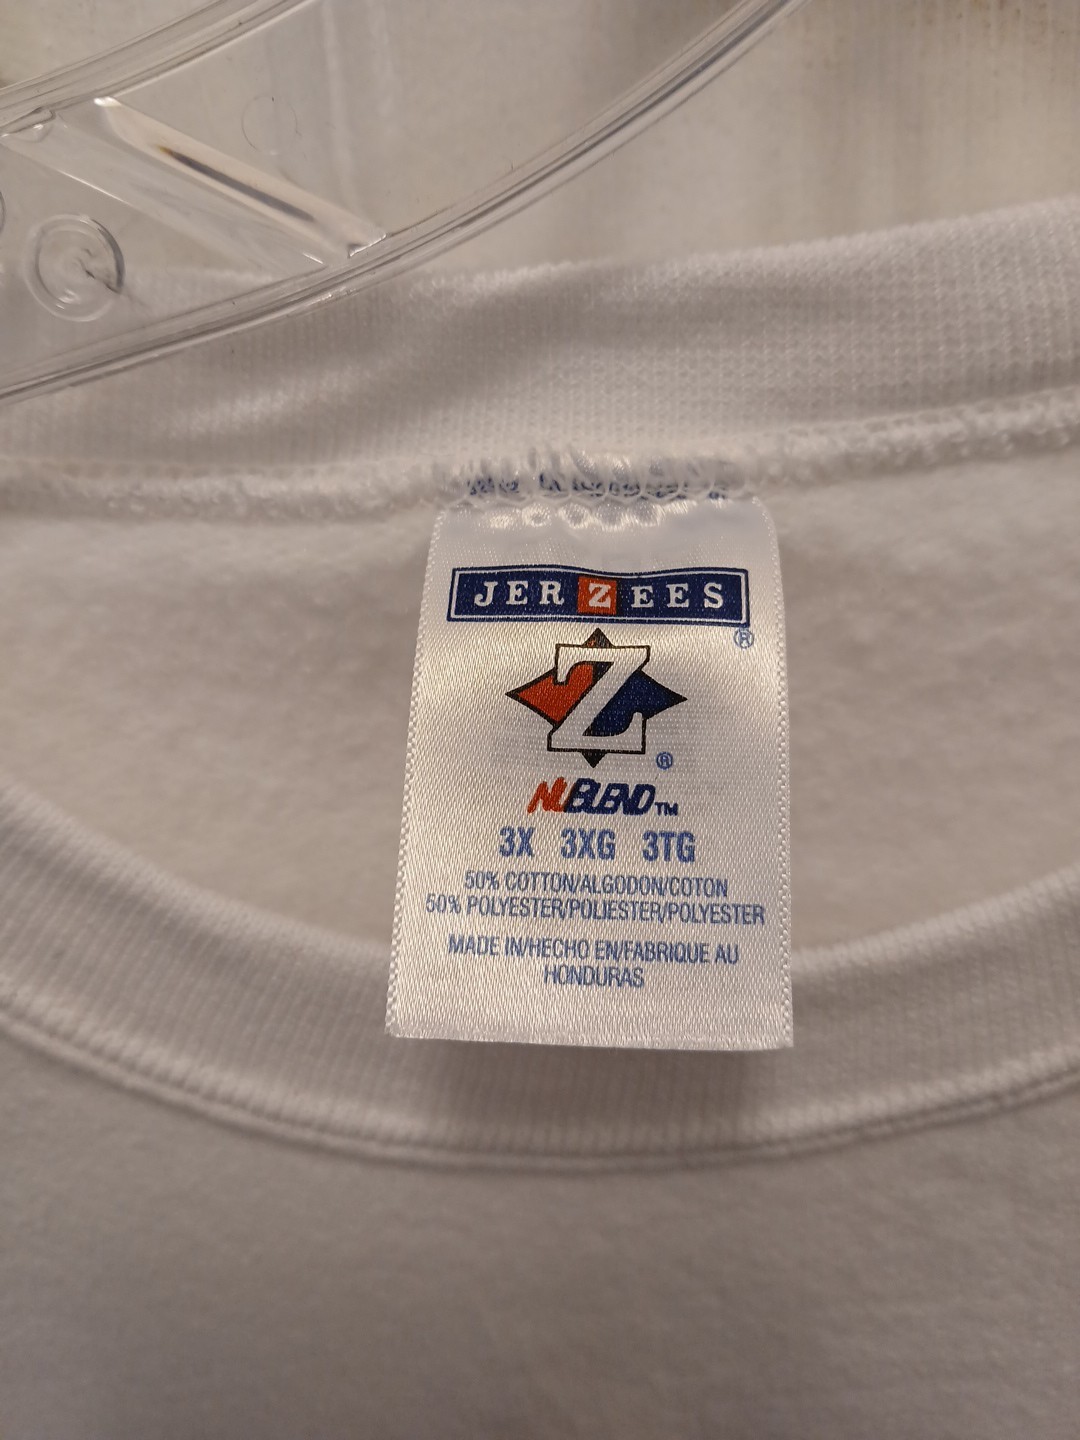 JERZEES
®
Z
®
NUBLEND™
3X 3XG 3TG
50% COTTON/ALGODON/COTON
50% POLYESTER/POLIESTER/POLYESTER
MADE IN/HECHO EN/FABRIQUE AU
HONDURAS